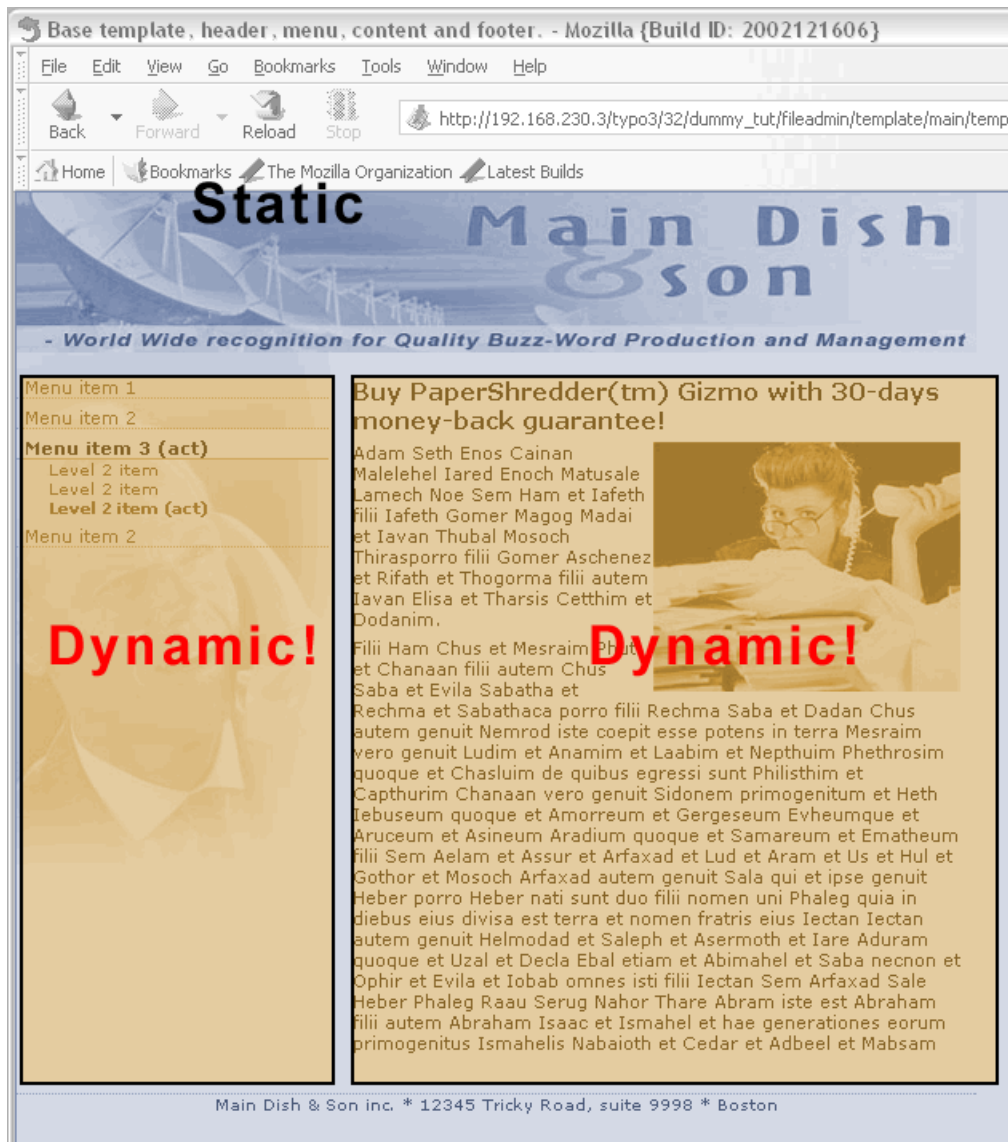 Base template, header, menu, content and footer. - Mozilla {Build ID: 2002121606}
File Edit View Go Bookmarks Tools Window Help
Back Forward Reload Stop http://192.168.230.3/typo3/32/dummy_tut/fileadmin/template/main/temp
Home Bookmarks The Mozilla Organization Latest Builds
Static
Main Dish
& son
- World Wide recognition for Quality Buzz-Word Production and Management
Menu item 1
Menu item 2
Menu item 3 (act)
Level 2 item
Level 2 item
Level 2 item (act)
Menu item 2
Dynamic!
Buy PaperShredder(tm) Gizmo with 30-days
money-back guarantee!
Adam Seth Enos Cainan
Malelehel Iared Enoch Matusale
Lamech Noe Sem Ham et Iafeth
filii Iafeth Gomer Magog Madai
et Iavan Thubal Mosoch
Thirasporro filii Gomer Aschenez
et Rifath et Thogorma filii autem
Iavan Elisa et Tharsis Cetthim et
Dodanim.
Dynamic!
Filii Ham Chus et Mesraim Phut
et Chanaan filii autem Chus
Saba et Evila Sabatha et
Rechma et Sabathaca porro filii Rechma Saba et Dadan Chus
autem genuit Nemrod iste coepit esse potens in terra Mesraim
vero genuit Ludim et Anamim et Laabim et Nepthuim Phethrosim
quoque et Chasluim de quibus egressi sunt Philisthim et
Capthurim Chanaan vero genuit Sidonem primogenitum et Heth
Iebuseum quoque et Amorreum et Gergeseum Evheumque et
Aruceum et Asineum Aradium quoque et Samareum et Ematheum
filii Sem Aelam et Assur et Arfaxad et Lud et Aram et Us et Hul et
Gothor et Mosoch Arfaxad autem genuit Sala qui et ipse genuit
Heber porro Heber nati sunt duo filii nomen uni Phaleg quia in
diebus eius divisa est terra et nomen fratris eius Iectan Iectan
autem genuit Helmodad et Saleph et Asermoth et Iare Aduram
quoque et Uzal et Decla Ebal etiam et Abimahel et Saba necnon et
Ophir et Evila et Iobab omnes isti filii Iectan Sem Arfaxad Sale
Heber Phaleg Raau Serug Nahor Thare Abram iste est Abraham
filii autem Abraham Isaac et Ismahel et hae generationes eorum
primogenitus Ismahelis Nabaioth et Cedar et Adbeel et Mabsam
Main Dish & Son inc. * 12345 Tricky Road, suite 9998 * Boston